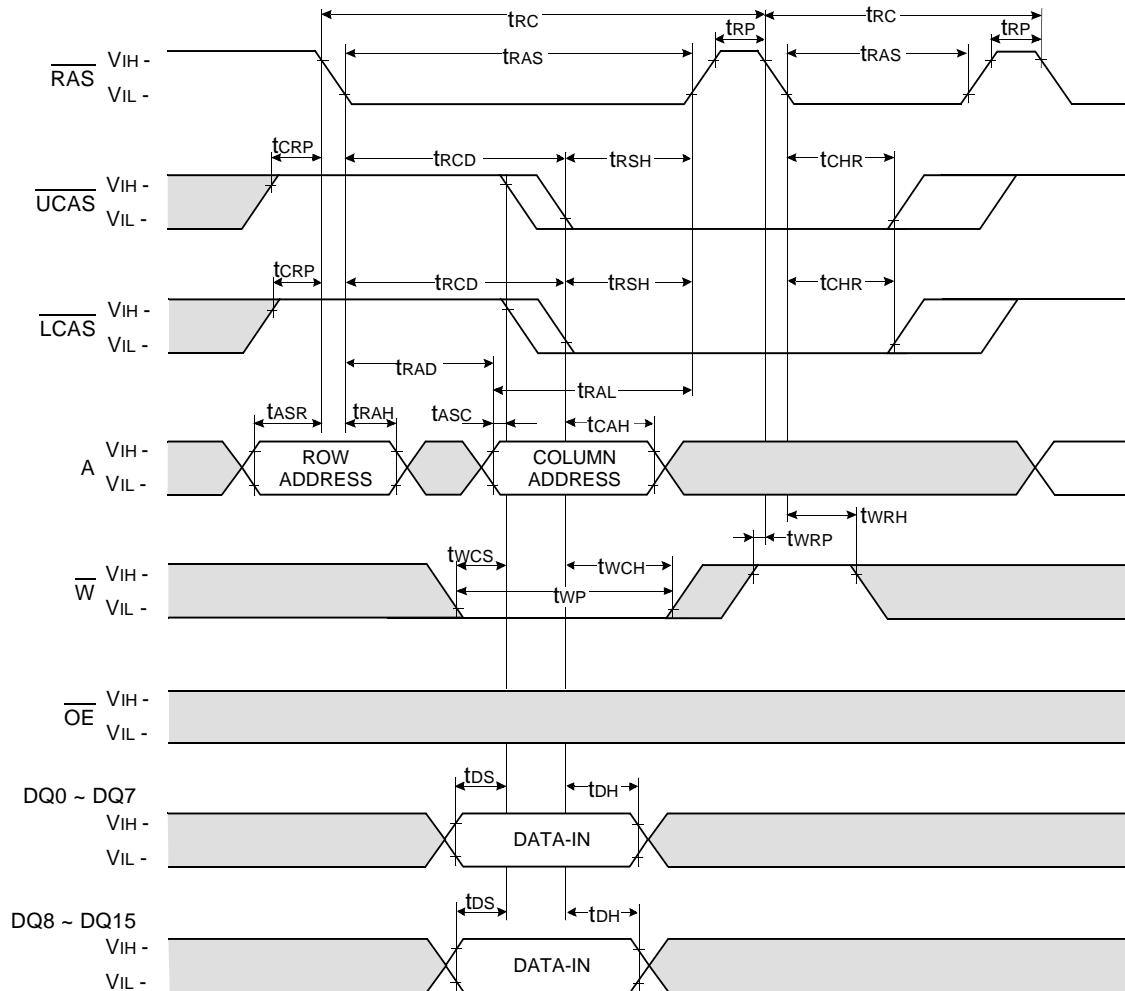 tRC tRC
tRP tRP
tRAS tRAS
RAS VIH -
VIL -
tCRP tRCD tRSH tCHR
UCAS VIH -
VIL -
tCRP tRCD tRSH tCHR
LCAS VIH -
VIL -
tRAD
tRAL
tASR tRAH tASC tCAH
A VIH -
VIL -
ROW
ADDRESS
COLUMN
ADDRESS
tWRH
tWRP
tWCS tWCH
tWP
W VIH -
VIL -
OE VIH -
VIL -
tDS tDH
DQ0 ~ DQ7
VIH -
VIL -
DATA-IN
tDS tDH
DQ8 ~ DQ15
VIH -
VIL -
DATA-IN